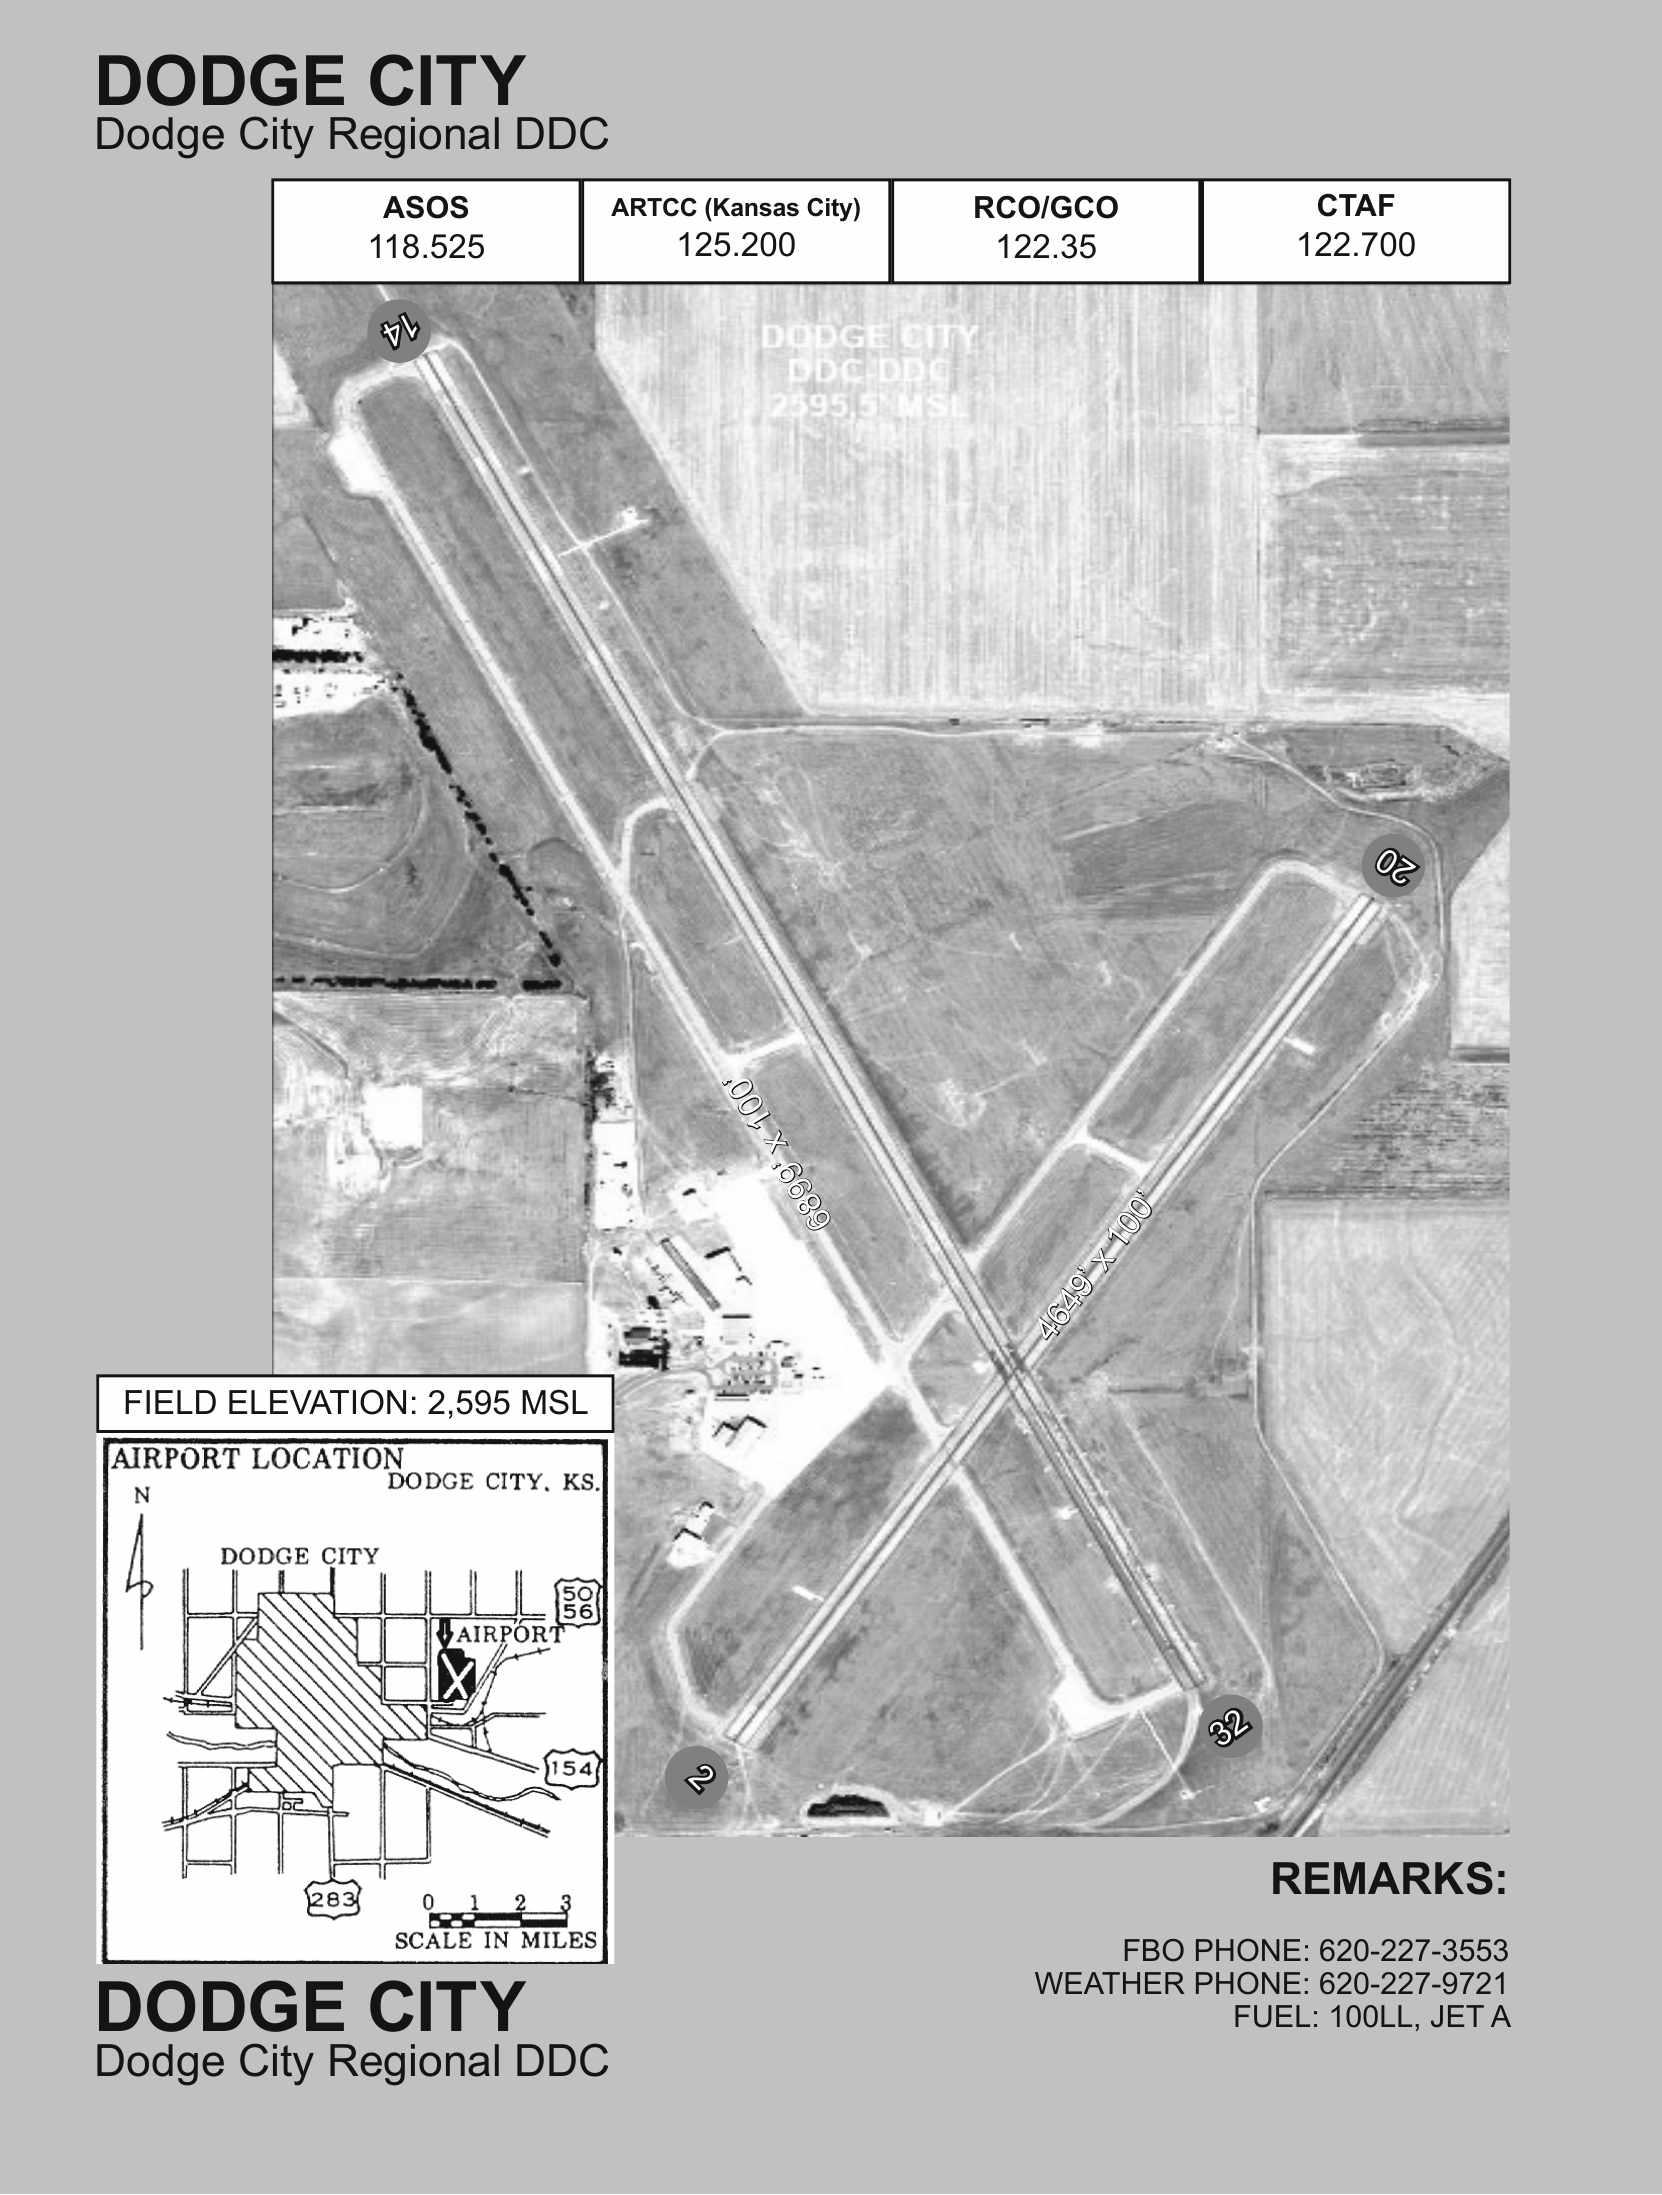 DODGE CITY
Dodge City Regional DDC
ASOS
118.525
ARTCC (Kansas City)
125.200
RCO/GCO
122.35
CTAF
122.700
14
DODGE CITY
DDC-DDC
2595.5' MSL
20
6899' x 100'
4649' x 100'
2
32
FIELD ELEVATION: 2,595 MSL
AIRPORT LOCATION
DODGE CITY, KS.
N
DODGE CITY
50
56
AIRPORT
154
283
0 1 2 3
SCALE IN MILES
REMARKS:
FBO PHONE: 620-227-3553
WEATHER PHONE: 620-227-9721
FUEL: 100LL, JET A
DODGE CITY
Dodge City Regional DDC